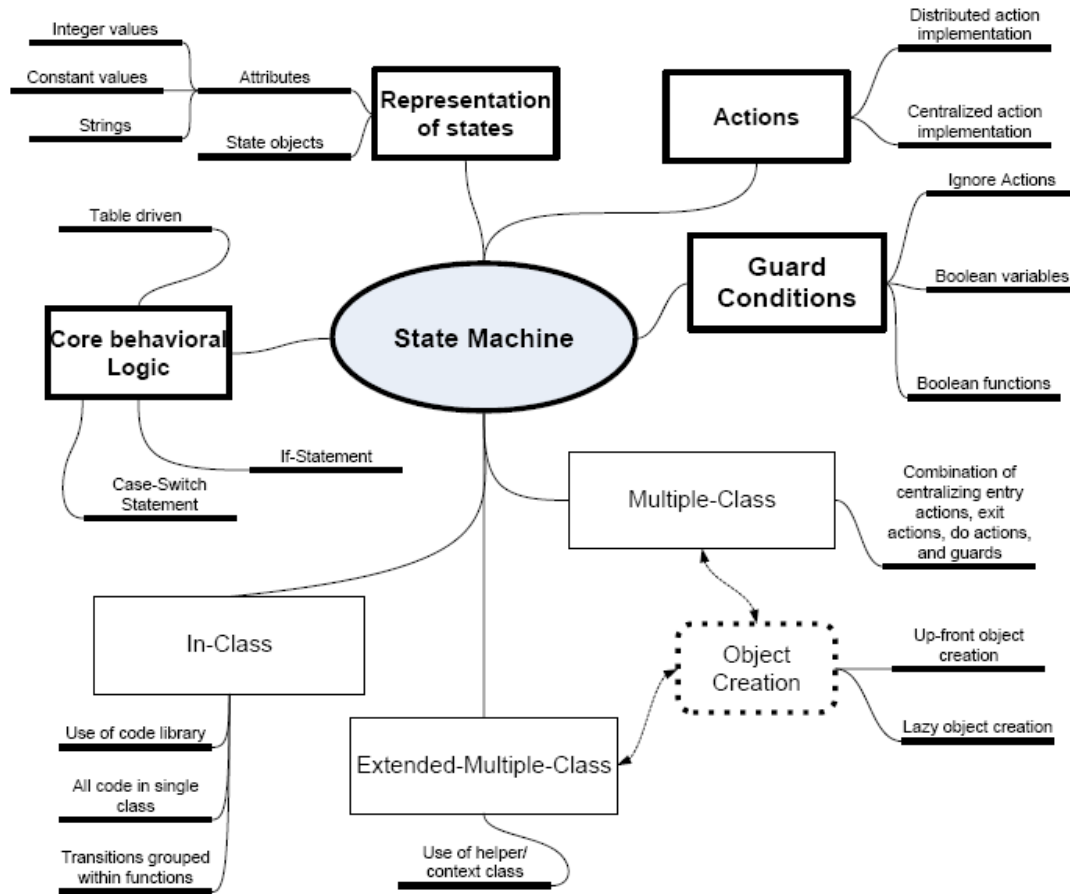 Integer values
Constant values
Strings
Attributes
State objects
Representation
of states
Actions
Distributed action
implementation
Centralized action
implementation
Ignore Actions
Boolean variables
Boolean functions
Guard
Conditions
Table driven
Core behavioral
Logic
State Machine
If-Statement
Case-Switch
Statement
Multiple-Class
Combination of
centralizing entry
actions, exit
actions, do actions,
and guards
In-Class
Object
Creation
Up-front object
creation
Lazy object creation
Use of code library
All code in single
class
Transitions grouped
within functions
Extended-Multiple-Class
Use of helper/
context class